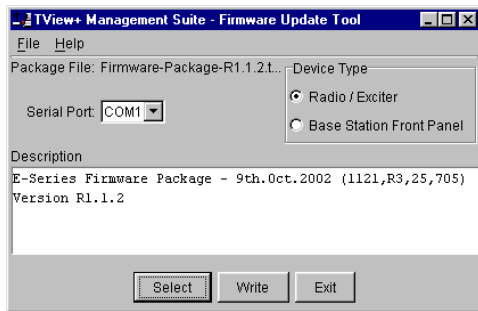 TView+ Management Suite - Firmware Update Tool
File Help
Package File: Firmware-Package-R1.1.2.t...
Device Type
Radio / Exciter
Serial Port: COM1
Base Station Front Panel
Description
E-Series Firmware Package - 9th.Oct.2002 (1121,R3,25,705)
Version R1.1.2
Select Write Exit